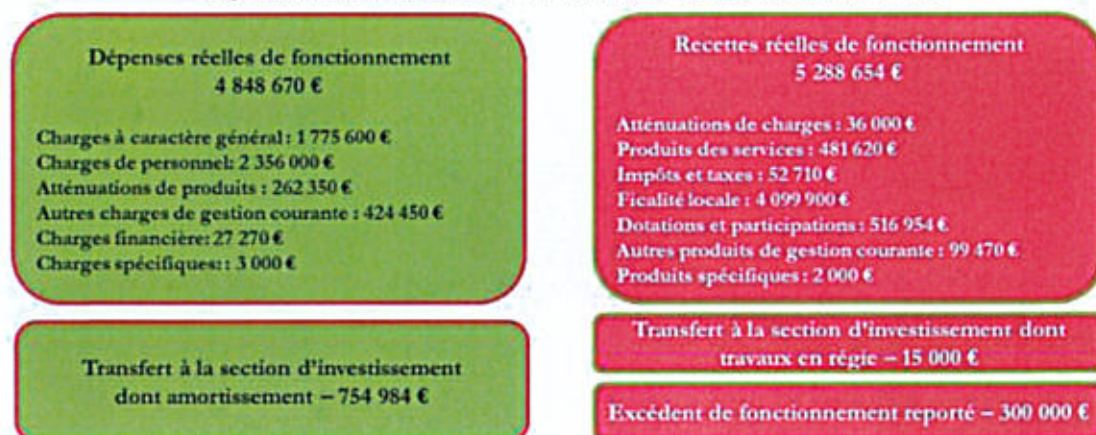 Dépenses réelles de fonctionnement
4 848 670 €
Charges à caractère général : 1 775 600 €
Charges de personnel: 2 356 000 €
Atténuations de produits : 262 350 €
Autres charges de gestion courante : 424 450 €
Charges financière: 27 270 €
Charges spécifiques: : 3 000 €
Transfert à la section d'investissement
dont amortissement – 754 984 €
Recettes réelles de fonctionnement
5 288 654 €
Atténuations de charges : 36 000 €
Produits des services : 481 620 €
Impôts et taxes : 52 710 €
Ficalité locale : 4 099 900 €
Dotations et participations : 516 954 €
Autres produits de gestion courante : 99 470 €
Produits spécifiques : 2 000 €
Transfert à la section d'investissement dont
travaux en régie – 15 000 €
Excédent de fonctionnement reporté – 300 000 €